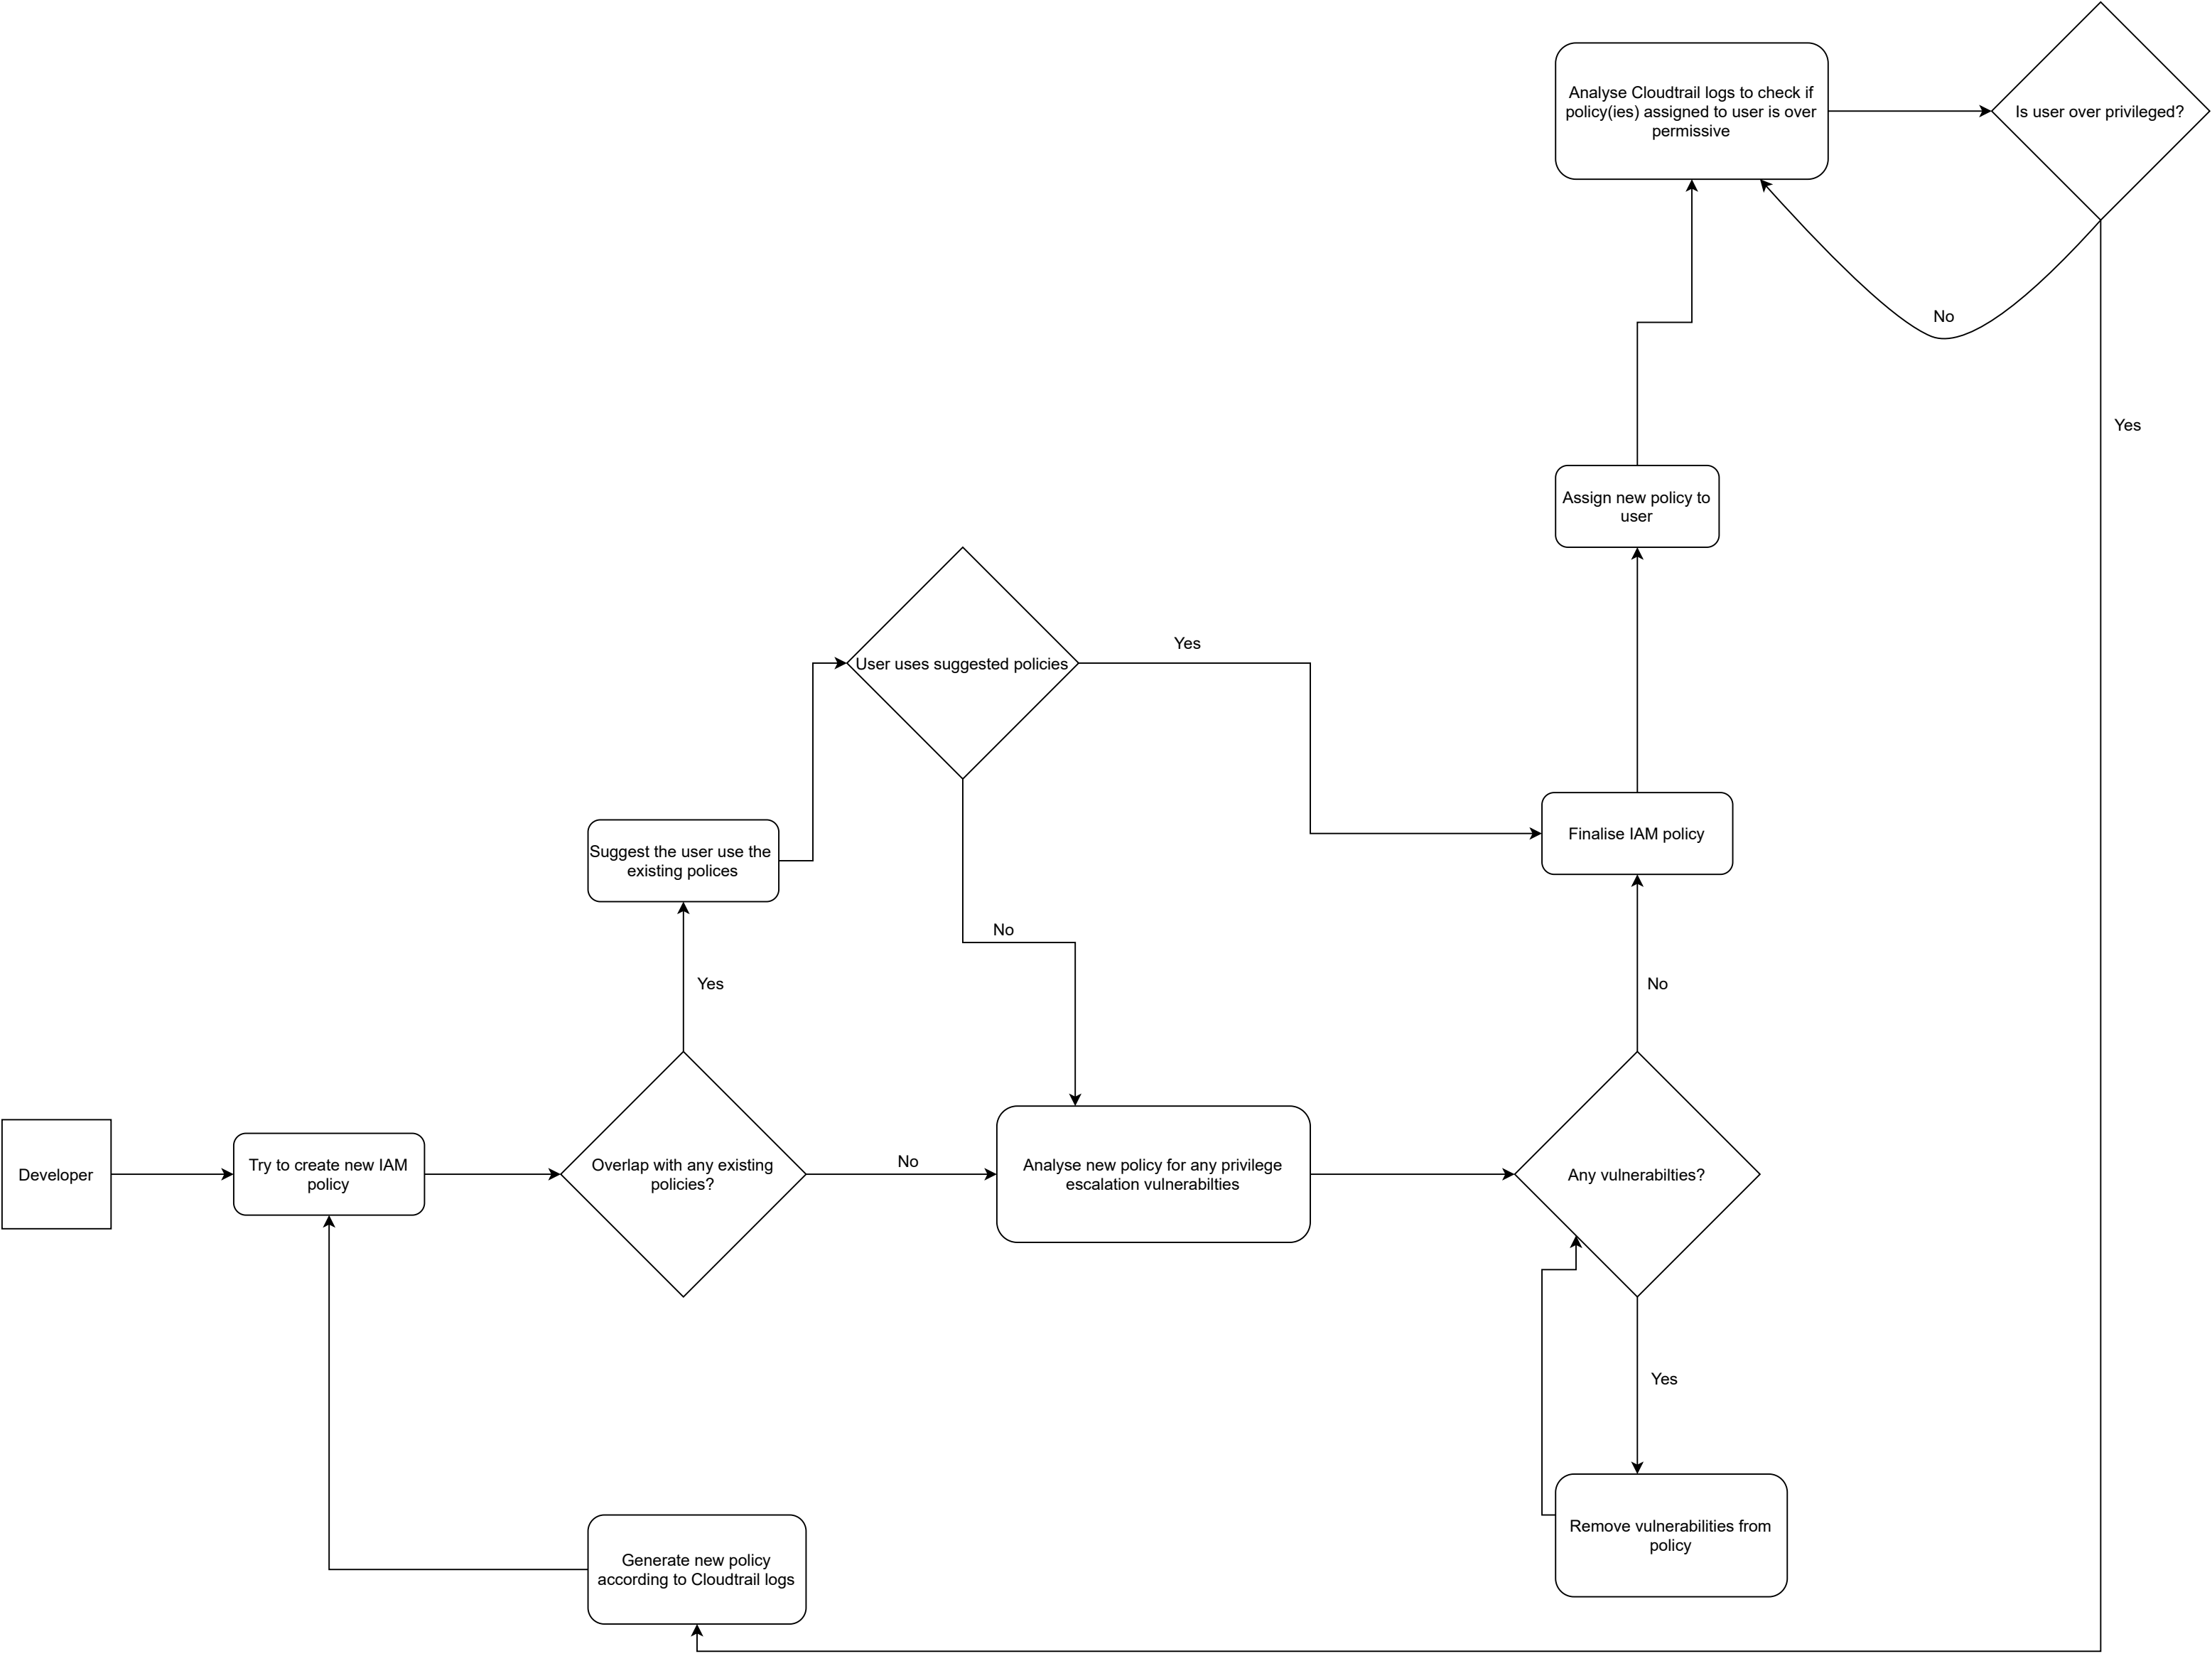 Analyse Cloudtrail logs to check if
policy(ies) assigned to user is over
permissive
Is user over privileged?
No
Yes
Assign new policy to
user
Yes
User uses suggested policies
Finalise IAM policy
Suggest the user use the
existing polices
No
Yes
No
Developer
Try to create new IAM
policy
Overlap with any existing
policies?
No
Analyse new policy for any privilege
escalation vulnerabilties
Any vulnerabilties?
Yes
Remove vulnerabilities from
policy
Generate new policy
according to Cloudtrail logs